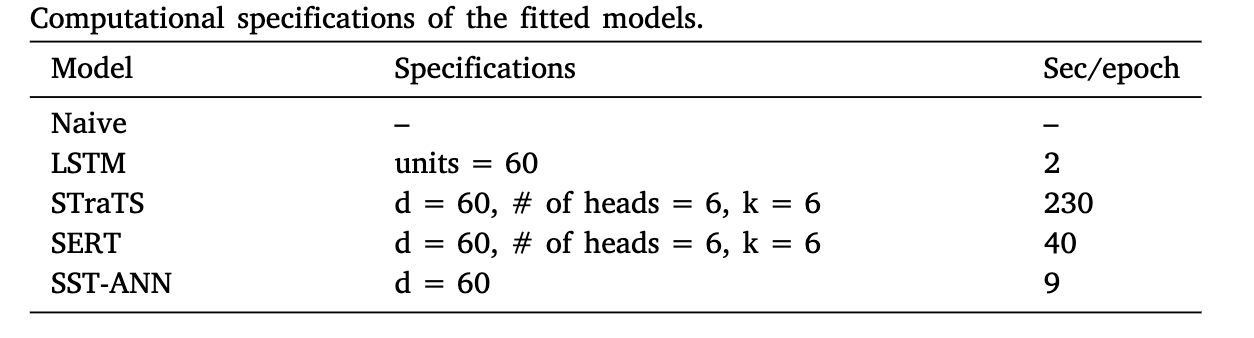 Computational specifications of the fitted models.
Model Specifications Sec/epoch
Naive – –
LSTM units = 60 2
STraTS d = 60, # of heads = 6, k = 6 230
SERT d = 60, # of heads = 6, k = 6 40
SST-ANN d = 60 9